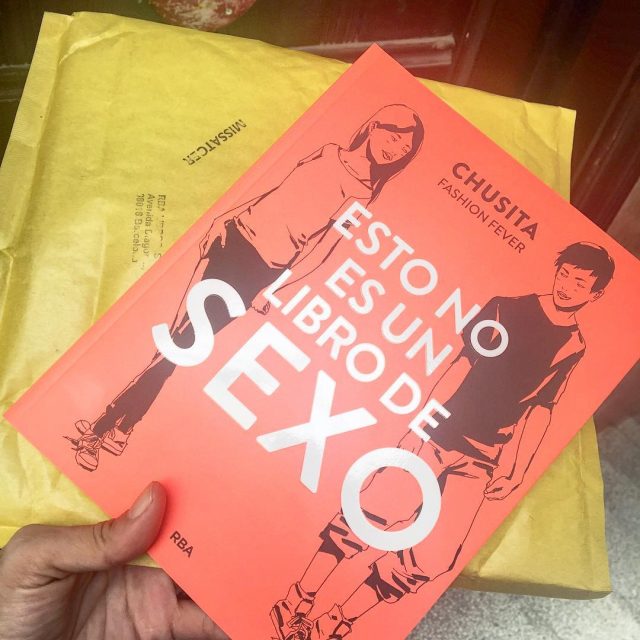 CHUSITA
FASHION FEVER
ESTO NO
ES UN
LIBRO DE
SEXO
RBA
MISSATGER